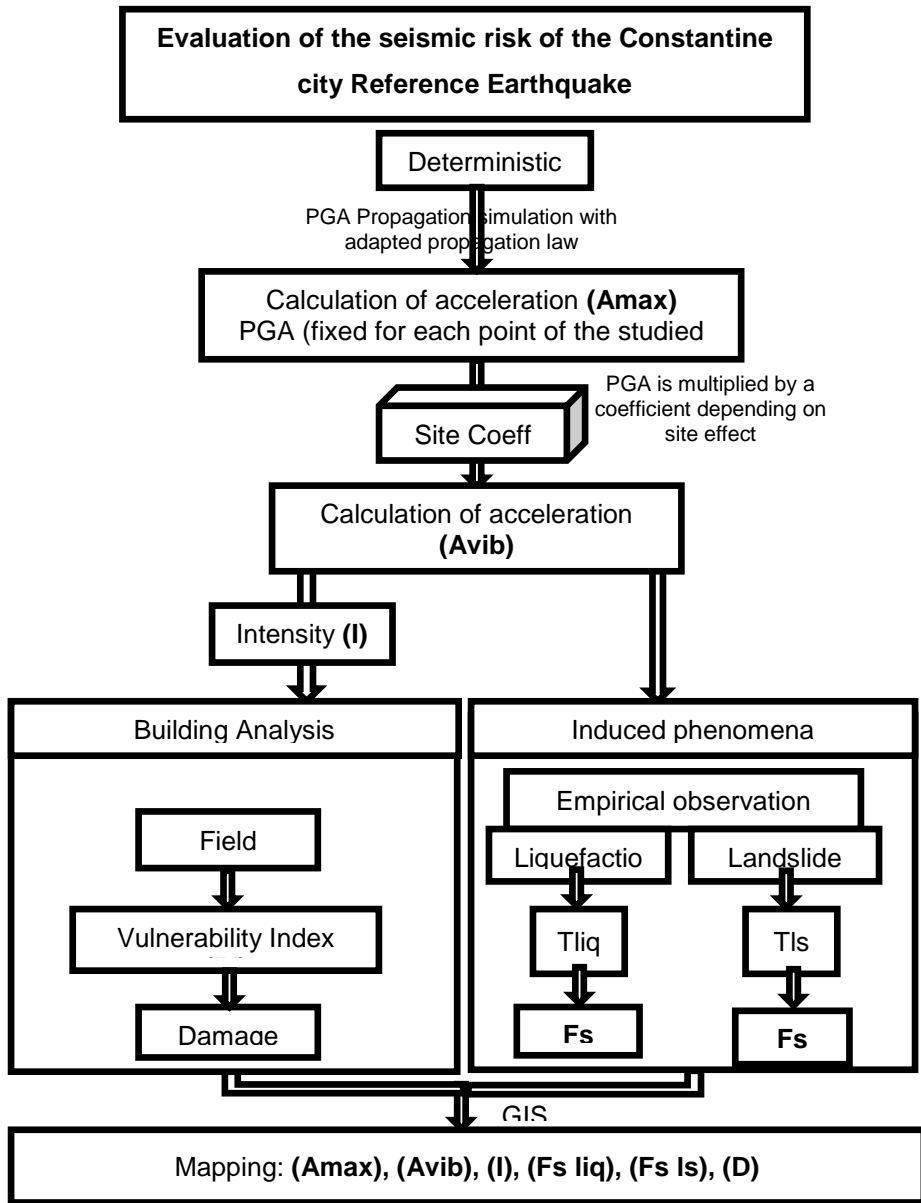 Evaluation of the seismic risk of the Constantine
city Reference Earthquake
Deterministic
PGA Propagation simulation with
adapted propagation law
Calculation of acceleration (Amax)
PGA (fixed for each point of the studied
PGA is multiplied by a
coefficient depending on
site effect
Site Coeff
Calculation of acceleration
(Avib)
Intensity (I)
Building Analysis
Field
Vulnerability Index
Damage
Induced phenomena
Empirical observation
Liquefactio
Landslide
Tliq
Tls
Fs
Fs
GIS
Mapping: (Amax), (Avib), (I), (Fs liq), (Fs ls), (D)